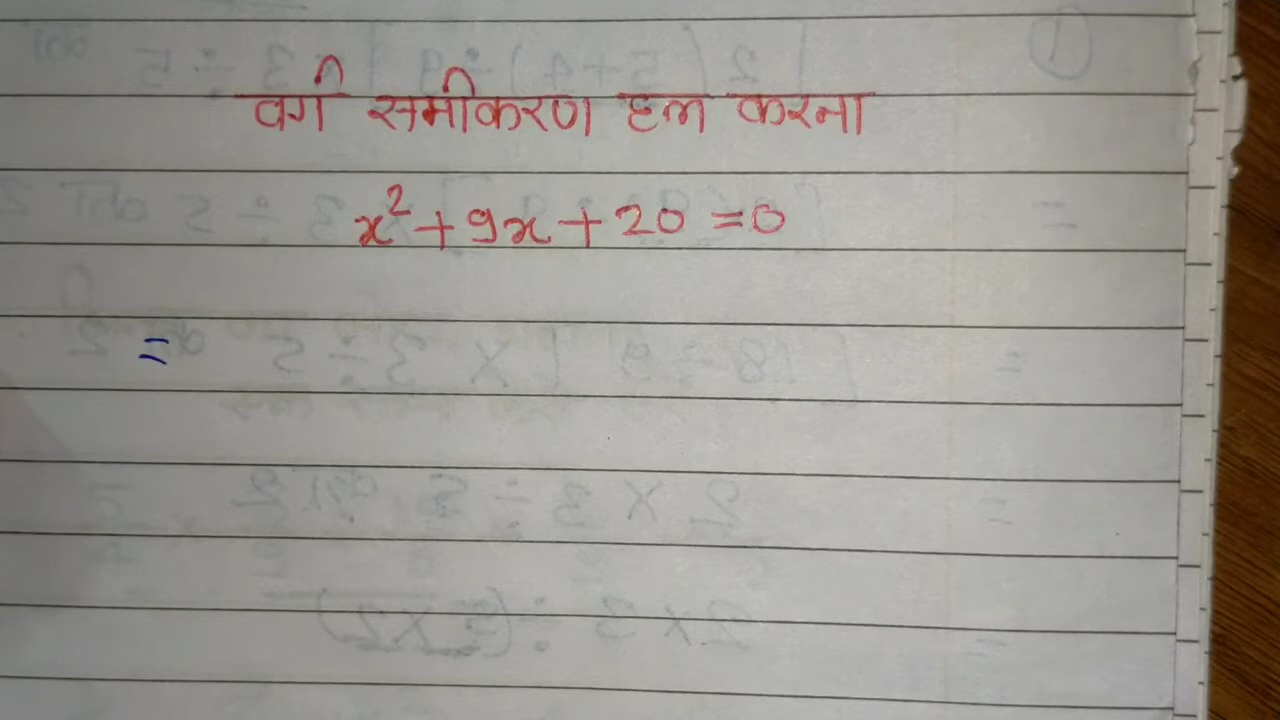 वर्ग समीकरण हल करना
x² + 9x + 20 = 0
=